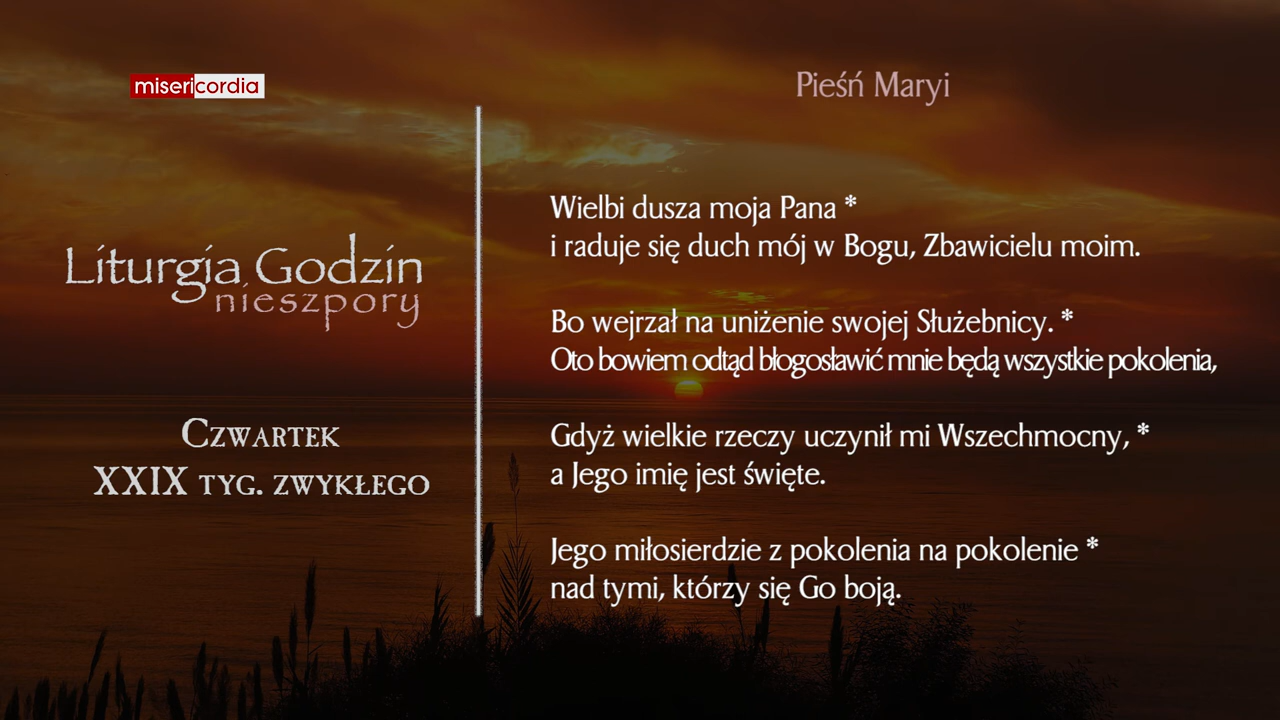 misericordia
Liturgia Godzin
nieszpory
Czwartek
XXIX tyg. zwykłego
Pieśń Maryi
Wielbi dusza moja Pana *
i raduje się duch mój w Bogu, Zbawicielu moim.
Bo wejrzał na uniżenie swojej Służebnicy. *
Oto bowiem odtąd błogosławić mnie będą wszystkie pokolenia,
Gdyż wielkie rzeczy uczynił mi Wszechmocny, *
a Jego imię jest święte.
Jego miłosierdzie z pokolenia na pokolenie *
nad tymi, którzy się Go boją.